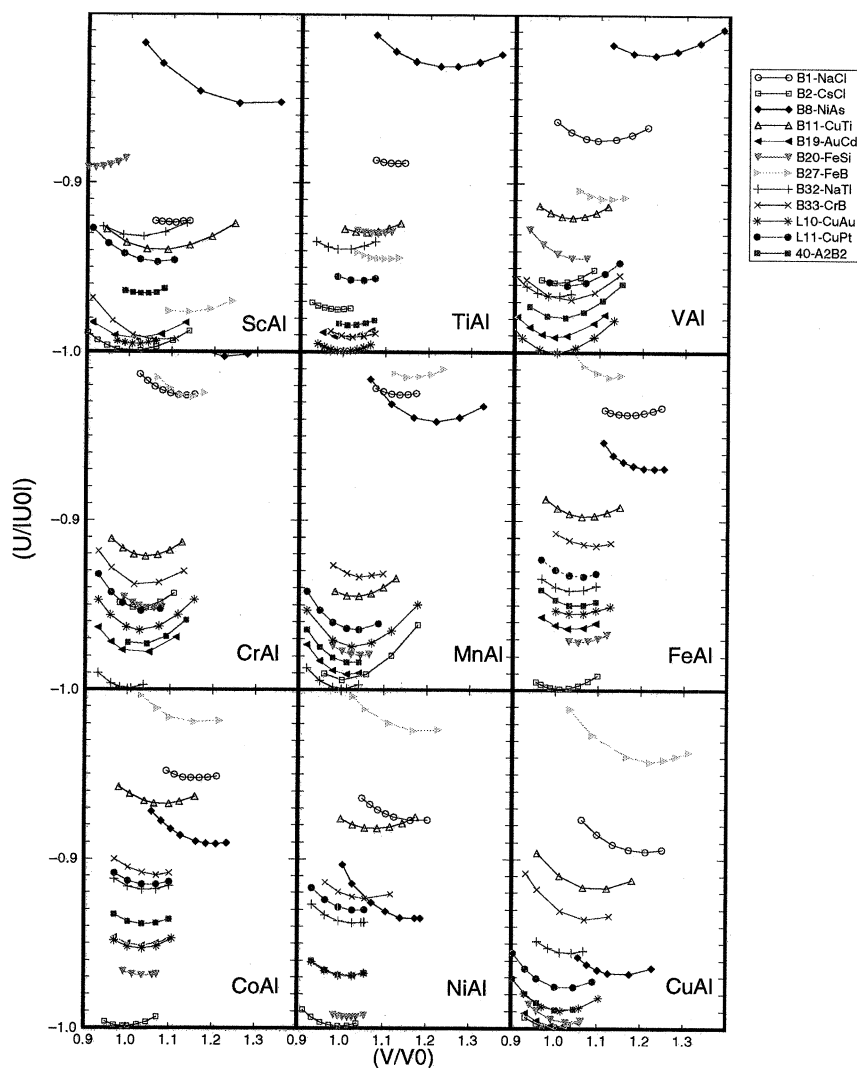 B1-NaCl
B2-CsCl
B8-NiAs
B11-CuTi
B19-AuCd
B20-FeSi
B27-FeB
B32-NaTl
B33-CrB
L10-CuAu
L11-CuPt
40-A2B2
-0.9
ScAl
TiAl
VAl
-1.0
(U/|U0|)
-0.9
CrAl
MnAl
FeAl
-1.0
-0.9
CoAl
NiAl
CuAl
-1.0
0.9 1.0 1.1 1.2 1.3 0.9 1.0 1.1 1.2 1.3 0.9 1.0 1.1 1.2 1.3 1.4
(V/V0)